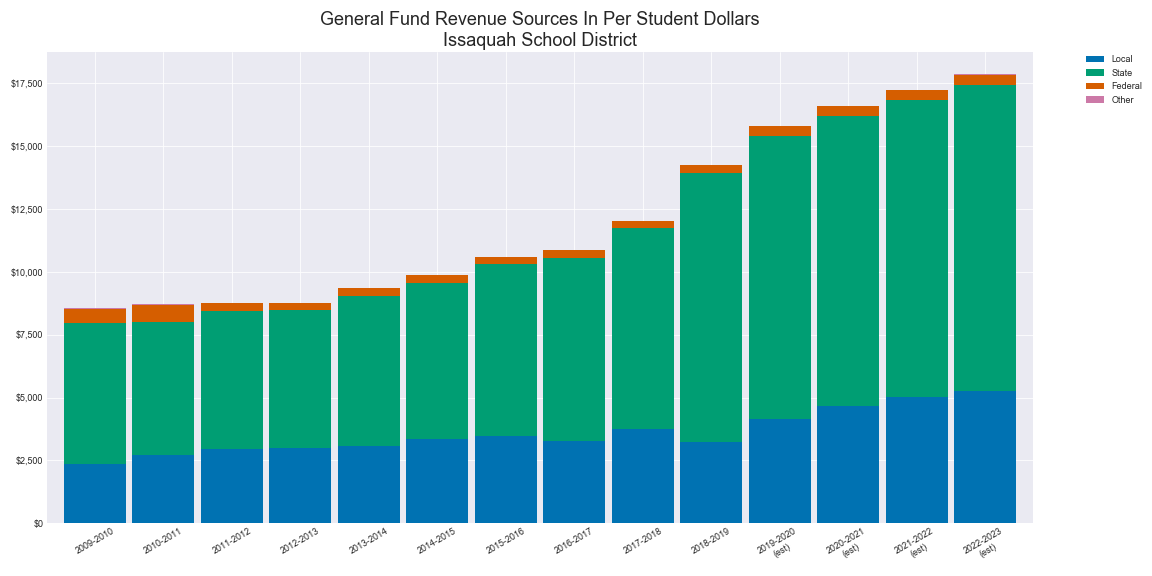 General Fund Revenue Sources In Per Student Dollars
Issaquah School District
Local
State
Federal
Other
$17,500
$15,000
$12,500
$10,000
$7,500
$5,000
$2,500
$0
2009-2010
2010-2011
2011-2012
2012-2013
2013-2014
2014-2015
2015-2016
2016-2017
2017-2018
2018-2019
2019-2020
(est)
2020-2021
(est)
2021-2022
(est)
2022-2023
(est)